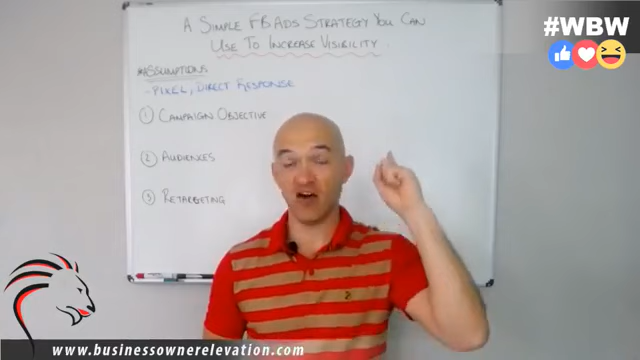 A SIMPLE FB ADS STRATEGY YOU CAN
#WBW
USE TO INCREASE VISIBILITY.
*ASSUMPTIONS
- PIXEL, DIRECT RESPONSE
① CAMPAIGN OBJECTIVE
② AUDIENCES
③ RETARGETING
www.businessownerelevation.com